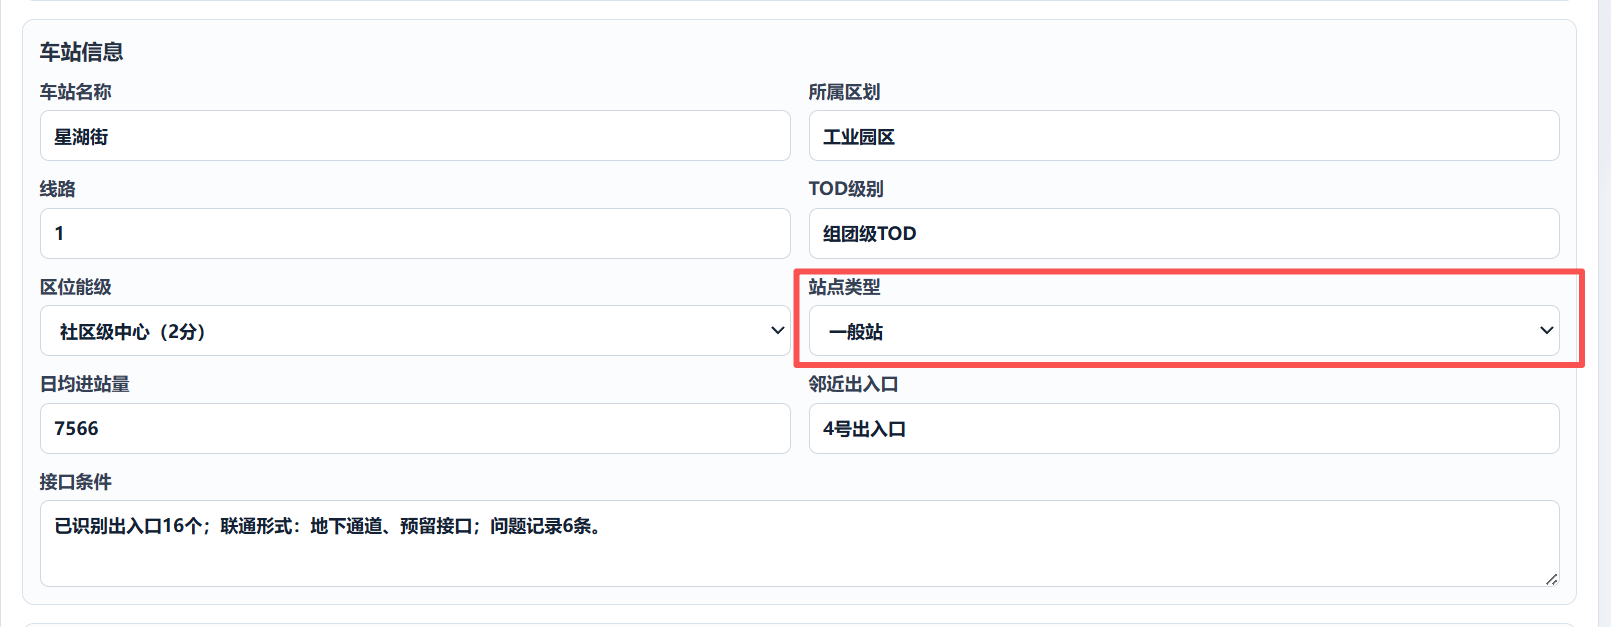 车站信息
车站名称
所属区划
星湖街
工业园区
线路
TOD级别
1
组团级TOD
区位能级
站点类型
社区级中心（2分）
一般站
日均进站量
邻近出入口
7566
4号出入口
接口条件
已识别出入口16个；联通形式：地下通道、预留接口；问题记录6条。